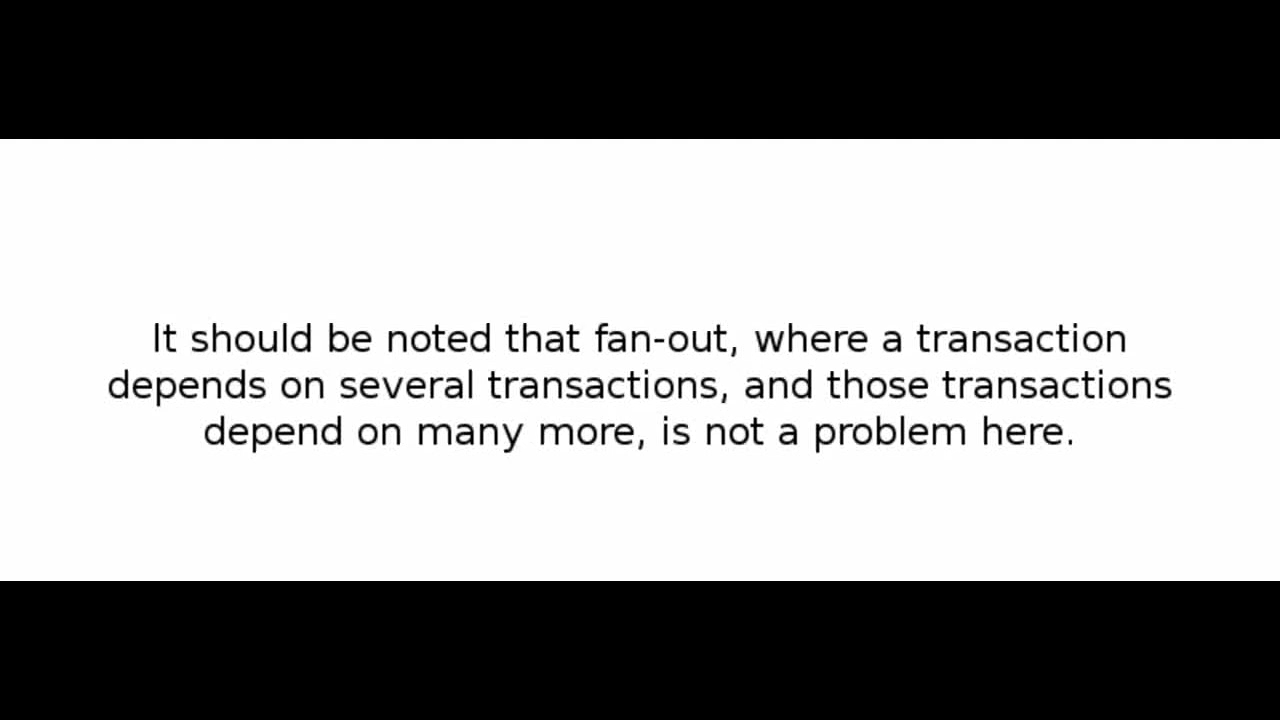 It should be noted that fan-out, where a transaction
depends on several transactions, and those transactions
depend on many more, is not a problem here.